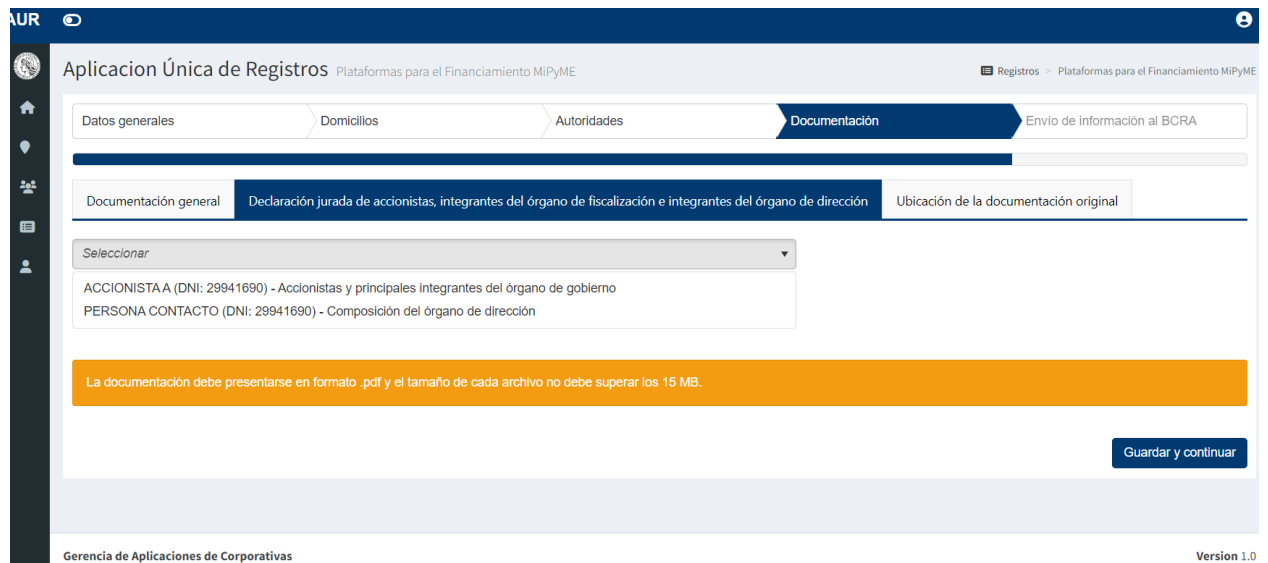 AUR
Aplicacion Única de Registros Plataformas para el Financiamiento MiPyME
Registros > Plataformas para el Financiamiento MiPyME
Datos generales
Domicilios
Autoridades
Documentación
Envío de información al BCRA
Documentación general
Declaración jurada de accionistas, integrantes del órgano de fiscalización e integrantes del órgano de dirección
Ubicación de la documentación original
Seleccionar
ACCIONISTA A (DNI: 29941690) - Accionistas y principales integrantes del órgano de gobierno
PERSONA CONTACTO (DNI: 29941690) - Composición del órgano de dirección
La documentación debe presentarse en formato .pdf y el tamaño de cada archivo no debe superar los 15 MB.
Guardar y continuar
Gerencia de Aplicaciones de Corporativas
Version 1.0